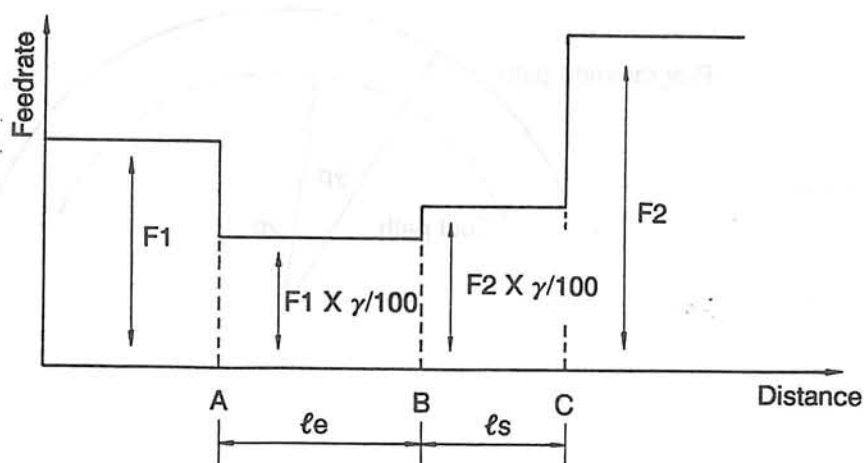 Feedrate
F1
F1 X γ/100
F2 X γ/100
F2
A
B
C
Distance
ℓe
ℓs